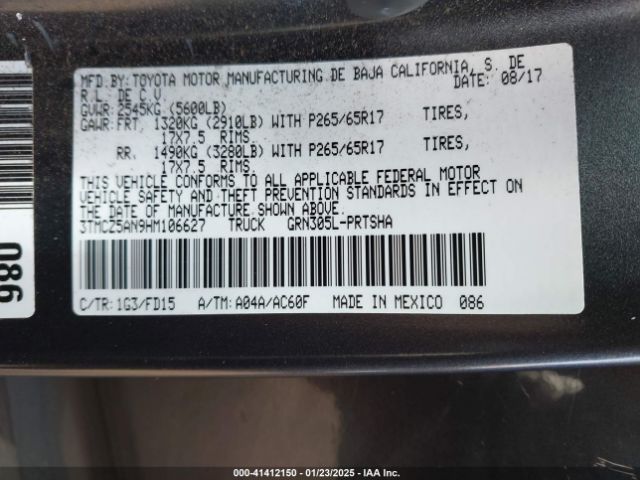 MFD.BY:TOYOTA MOTOR MANUFACTURING DE BAJA CALIFORNIA, S. DE
R.L. DE C.V. DATE: 08/17
GVWR:2545KG(5600LB)
GAWR:FRT, 1320KG (2910LB) WITH P265/65R17 TIRES,
17X7.5 RIMS
RR. 1490KG (3280LB) WITH P265/65R17 TIRES,
17X7.5 RIMS
THIS VEHICLE CONFORMS TO ALL APPLICABLE FEDERAL MOTOR
VEHICLE SAFETY AND THEFT PREVENTION STANDARDS IN EFFECT ON
THE DATE OF MANUFACTURE SHOWN ABOVE.
3TMCZ5AN9HM106627 TRUCK GRN305L-PRTSHA
C/TR:1G3/FD15 A/TM:A04A/AC60F MADE IN MEXICO 086
086
000-41412150 - 01/23/2025 - IAA Inc.